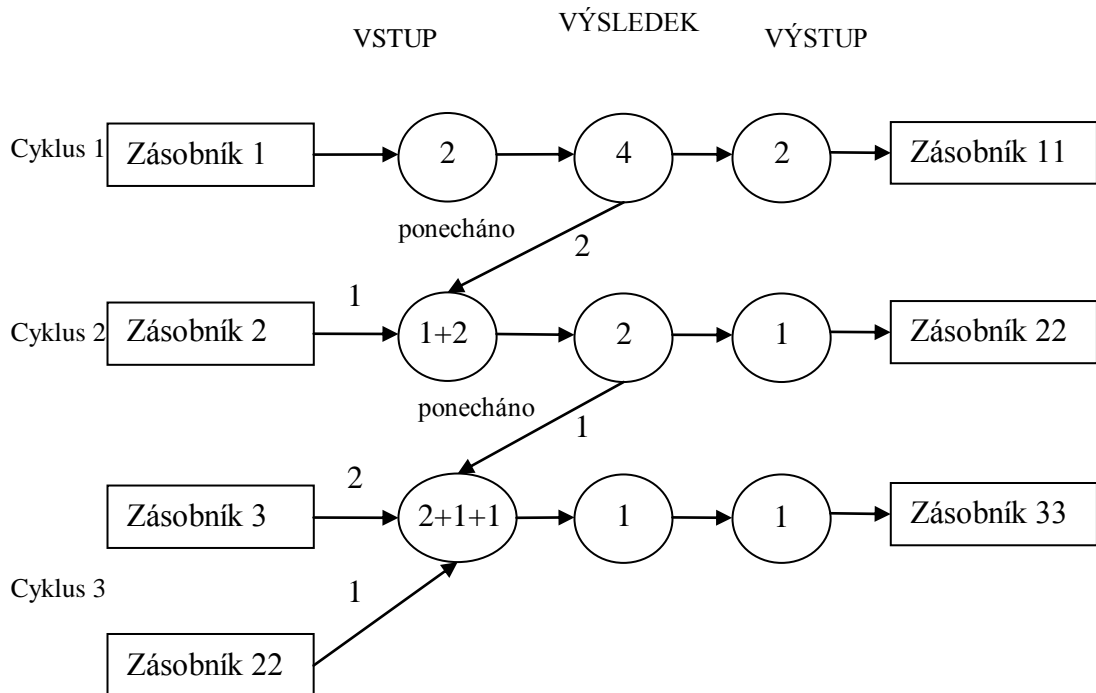 VSTUP VÝSLEDEK VÝSTUP
Cyklus 1 Zásobník 1 2 4 2 Zásobník 11
ponecháno 2
1
Cyklus 2 Zásobník 2 1+2 2 1 Zásobník 22
ponecháno 1
2
Zásobník 3 2+1+1 1 1 Zásobník 33
Cyklus 3 1
Zásobník 22